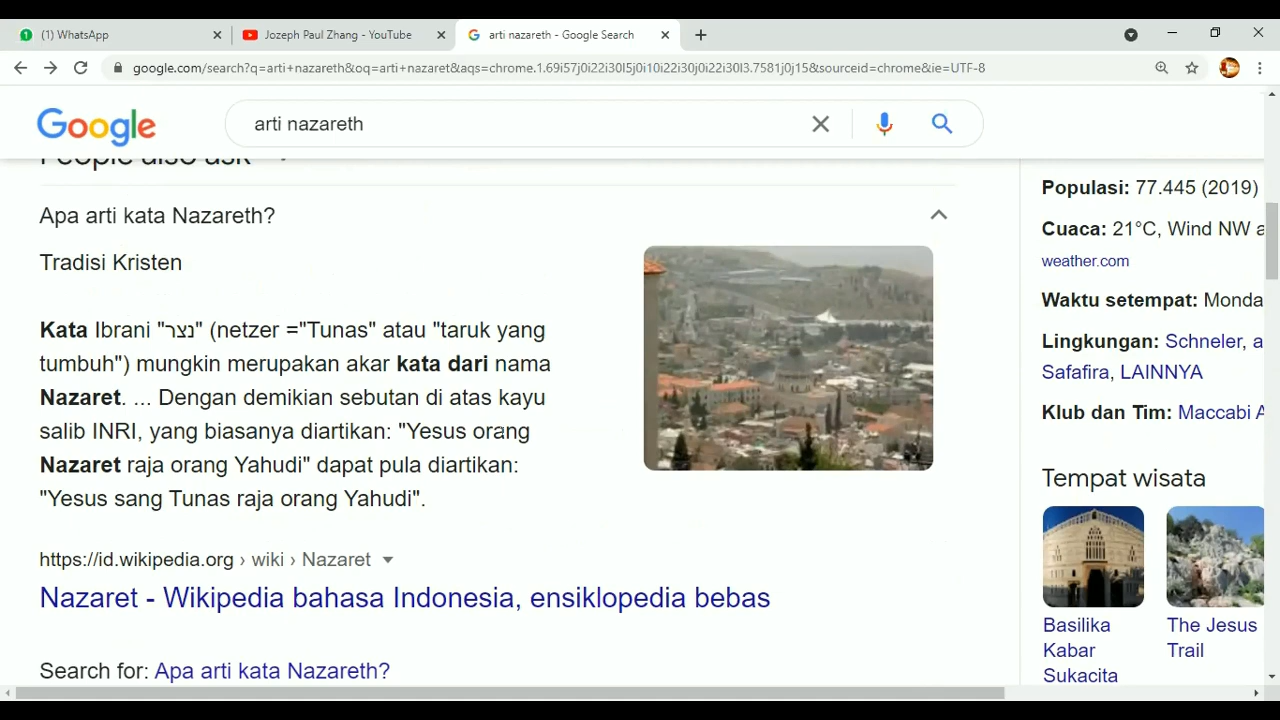 (1) WhatsApp
Jozeph Paul Zhang - YouTube
arti nazareth - Google Search
google.com/search?q=arti+nazareth&oq=arti+nazaret&aqs=chrome.1.69i57j0i22i30l5j0i10i22i30j0i22i30l3.7581j0j15&sourceid=chrome&ie=UTF-8
Google
arti nazareth
People also ask
Apa arti kata Nazareth?
Tradisi Kristen
Kata Ibrani "נצר" (netzer ="Tunas" atau "taruk yang
tumbuh") mungkin merupakan akar kata dari nama
Nazaret. ... Dengan demikian sebutan di atas kayu
salib INRI, yang biasanya diartikan: "Yesus orang
Nazaret raja orang Yahudi" dapat pula diartikan:
"Yesus sang Tunas raja orang Yahudi".
https://id.wikipedia.org › wiki › Nazaret
Nazaret - Wikipedia bahasa Indonesia, ensiklopedia bebas
Search for: Apa arti kata Nazareth?
Populasi: 77.445 (2019)
Cuaca: 21°C, Wind NW a
weather.com
Waktu setempat: Monda
Lingkungan: Schneler, a
Safafira, LAINNYA
Klub dan Tim: Maccabi A
Tempat wisata
Basilika
Kabar
Sukacita
The Jesus
Trail